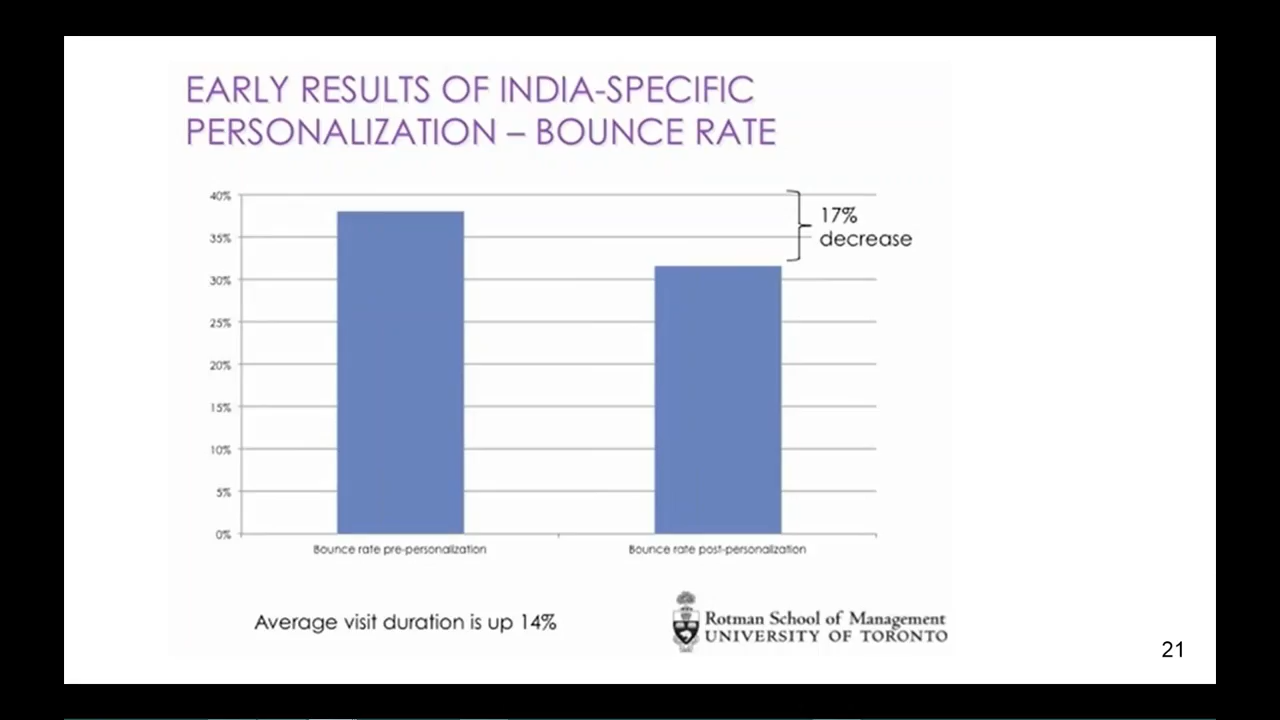 EARLY RESULTS OF INDIA-SPECIFIC
PERSONALIZATION – BOUNCE RATE
40%
35%
30%
25%
20%
15%
10%
5%
0%
17%
decrease
Bounce rate pre-personalization
Bounce rate post-personalization
Average visit duration is up 14%
Rotman School of Management
UNIVERSITY OF TORONTO
21